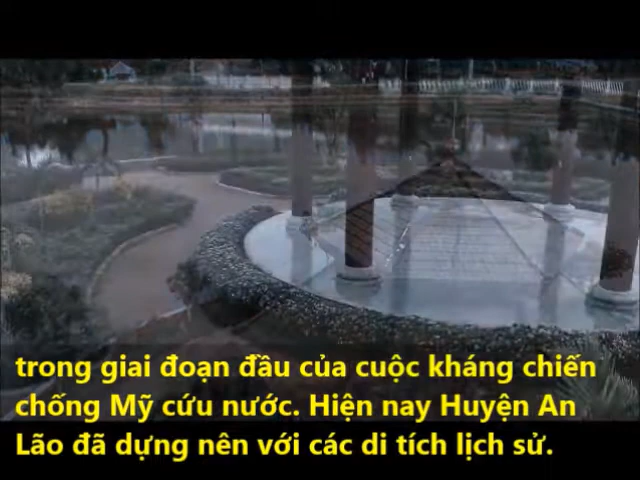 trong giai đoạn đầu của cuộc kháng chiến
chống Mỹ cứu nước. Hiện nay Huyện An
Lão đã dựng nên với các di tích lịch sử.